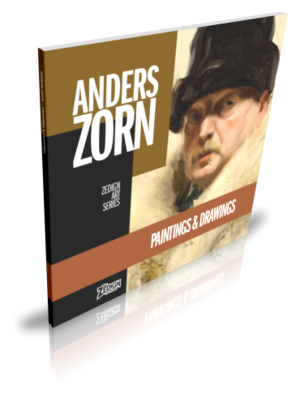 ANDERS
ZORN
ZEDIGN
ART
SERIES
PAINTINGS & DRAWINGS